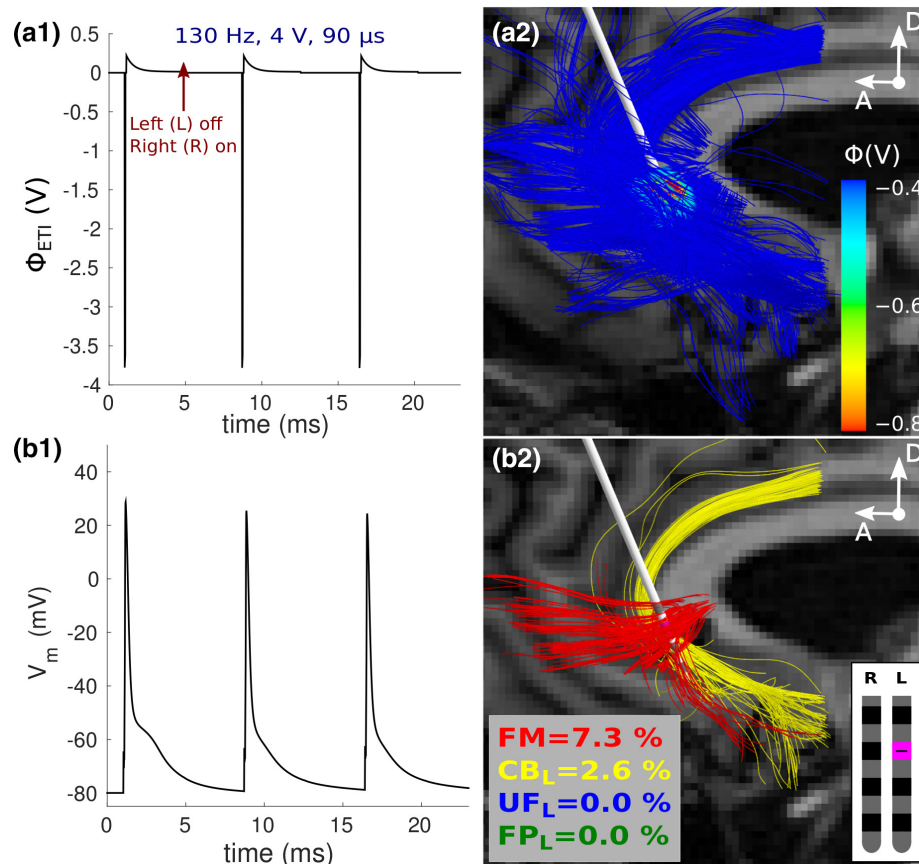 (a1)
130 Hz, 4 V, 90 µs
0.5
0
-0.5
-1
-1.5
-2
-2.5
-3
-3.5
-4
Φ_ETI (V)
Left (L) off
Right (R) on
0 5 10 15 20
time (ms)
(a2)
D
A
Φ(V)
-0.4
-0.6
-0.8
(b1)
40
20
0
-20
-40
-60
-80
V_m (mV)
0 5 10 15 20
time (ms)
(b2)
D
A
R L
−
FM=7.3 %
CB_L=2.6 %
UF_L=0.0 %
FP_L=0.0 %